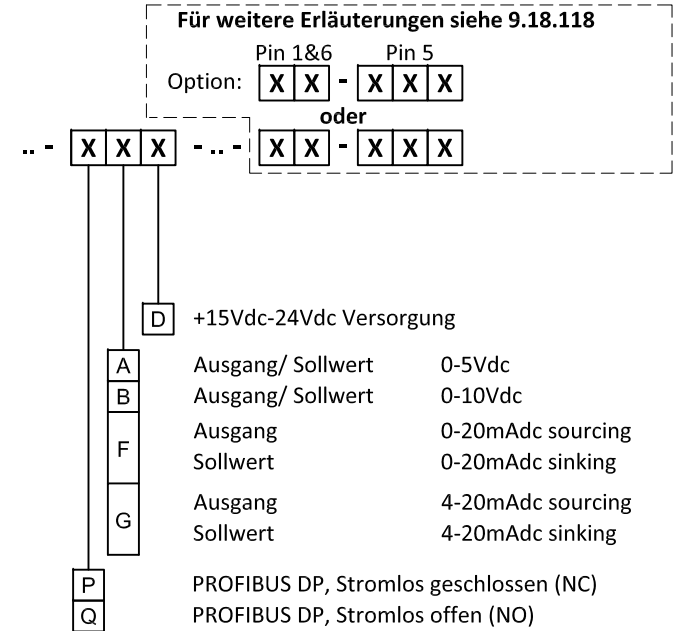 Für weitere Erläuterungen siehe 9.18.118
Pin 1&6 Pin 5
Option: X X - X X X
oder
.. - X X X - .. - X X - X X X
D +15Vdc-24Vdc Versorgung
A Ausgang/ Sollwert 0-5Vdc
B Ausgang/ Sollwert 0-10Vdc
F Ausgang 0-20mAdc sourcing
Sollwert 0-20mAdc sinking
G Ausgang 4-20mAdc sourcing
Sollwert 4-20mAdc sinking
P PROFIBUS DP, Stromlos geschlossen (NC)
Q PROFIBUS DP, Stromlos offen (NO)